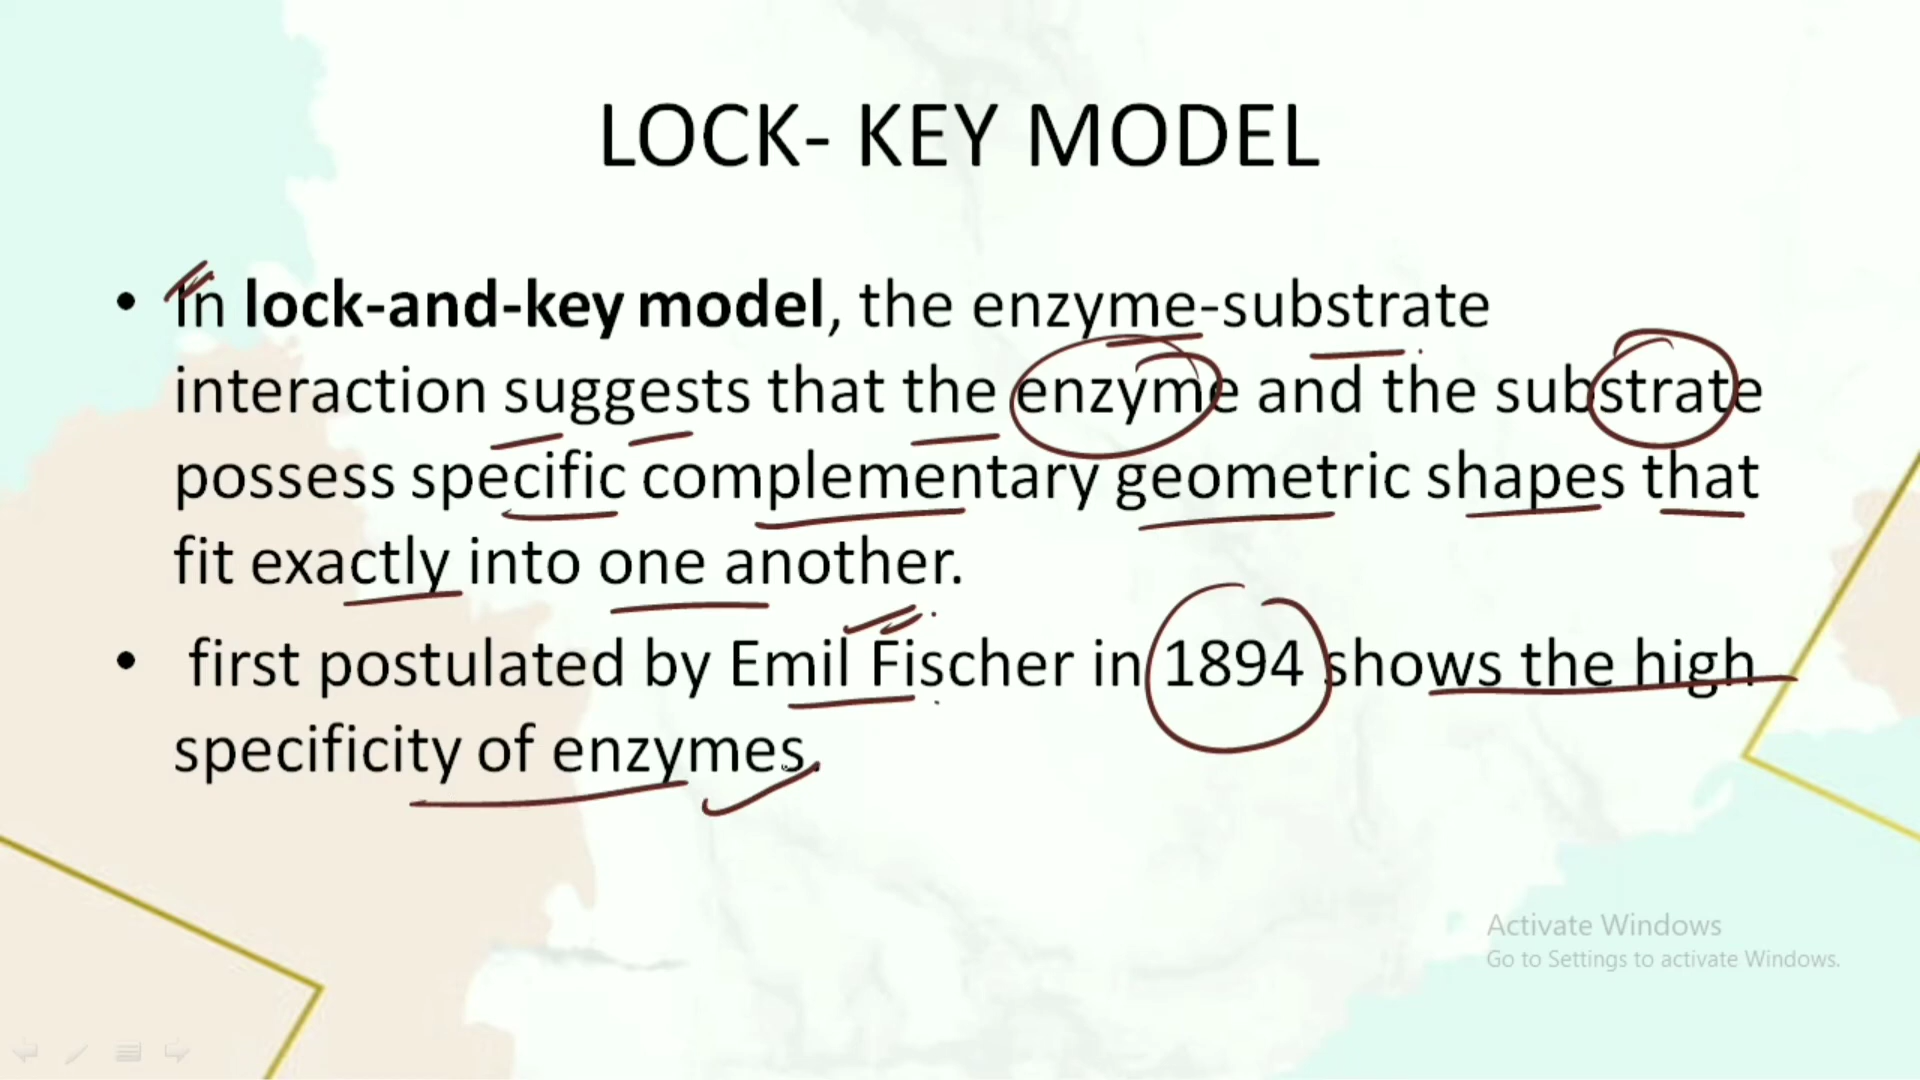 LOCK- KEY MODEL
• In lock-and-key model, the enzyme-substrate
interaction suggests that the enzyme and the substrate
possess specific complementary geometric shapes that
fit exactly into one another.
• first postulated by Emil Fischer in 1894 shows the high
specificity of enzymes.
Activate Windows
Go to Settings to activate Windows.